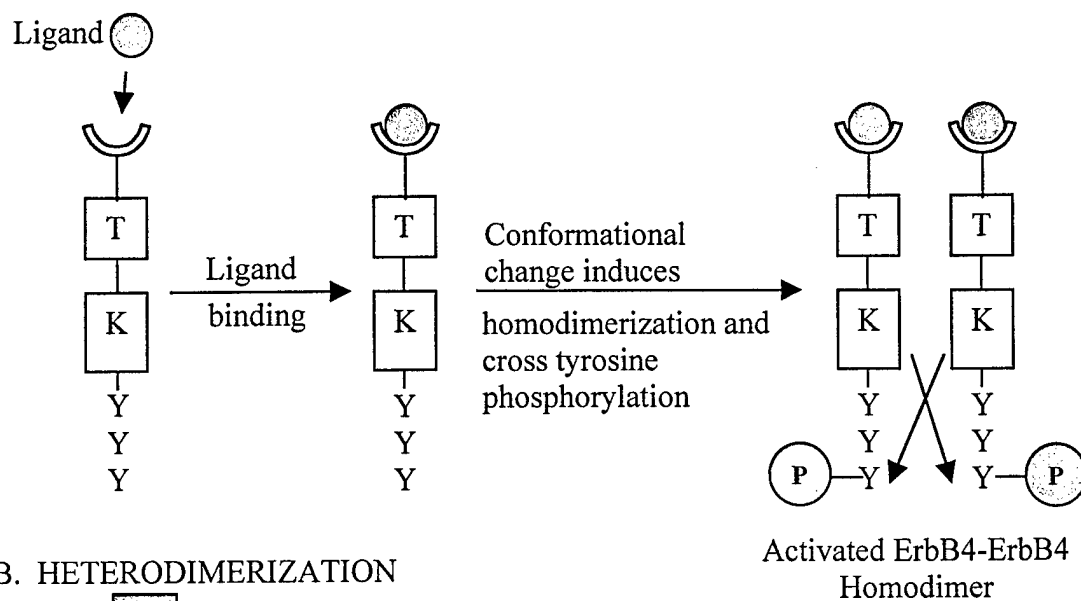 Ligand
T
K
Y
Y
Y
Ligand
binding
T
K
Y
Y
Y
Conformational
change induces
homodimerization and
cross tyrosine
phosphorylation
T T
K K
Y Y
Y Y
P Y Y P
Activated ErbB4-ErbB4
Homodimer
B. HETERODIMERIZATION